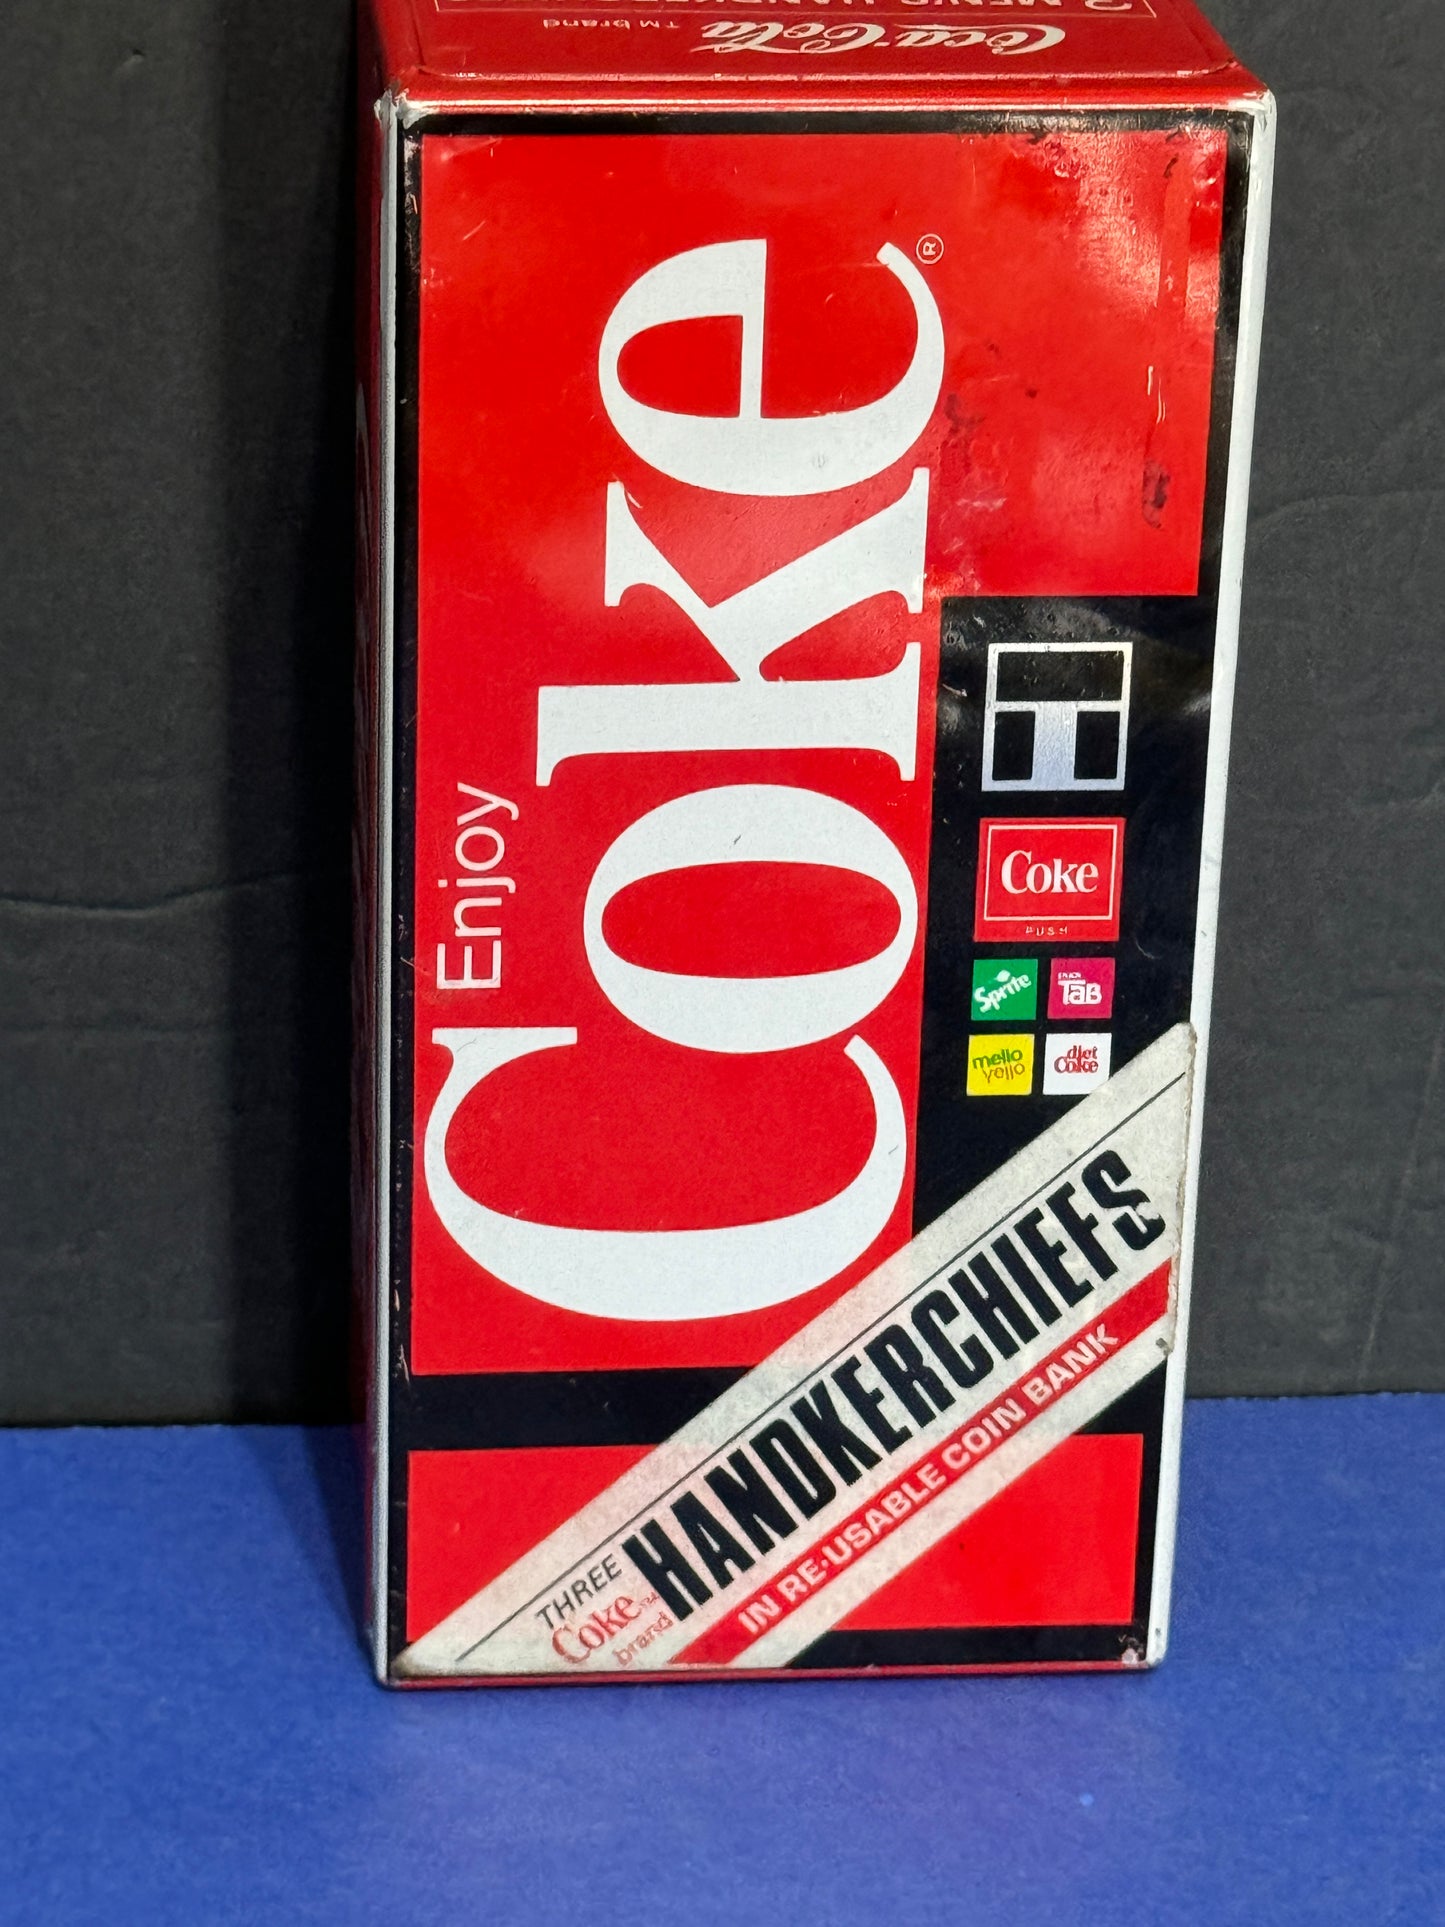 Coca-Cola
TM brand
Enjoy
Coke®
Coke
PUSH
Sprite
TAB
mello
yello
diet
Coke
THREE
Coke
brand
HANDKERCHIEFS
IN RE-USABLE COIN BANK